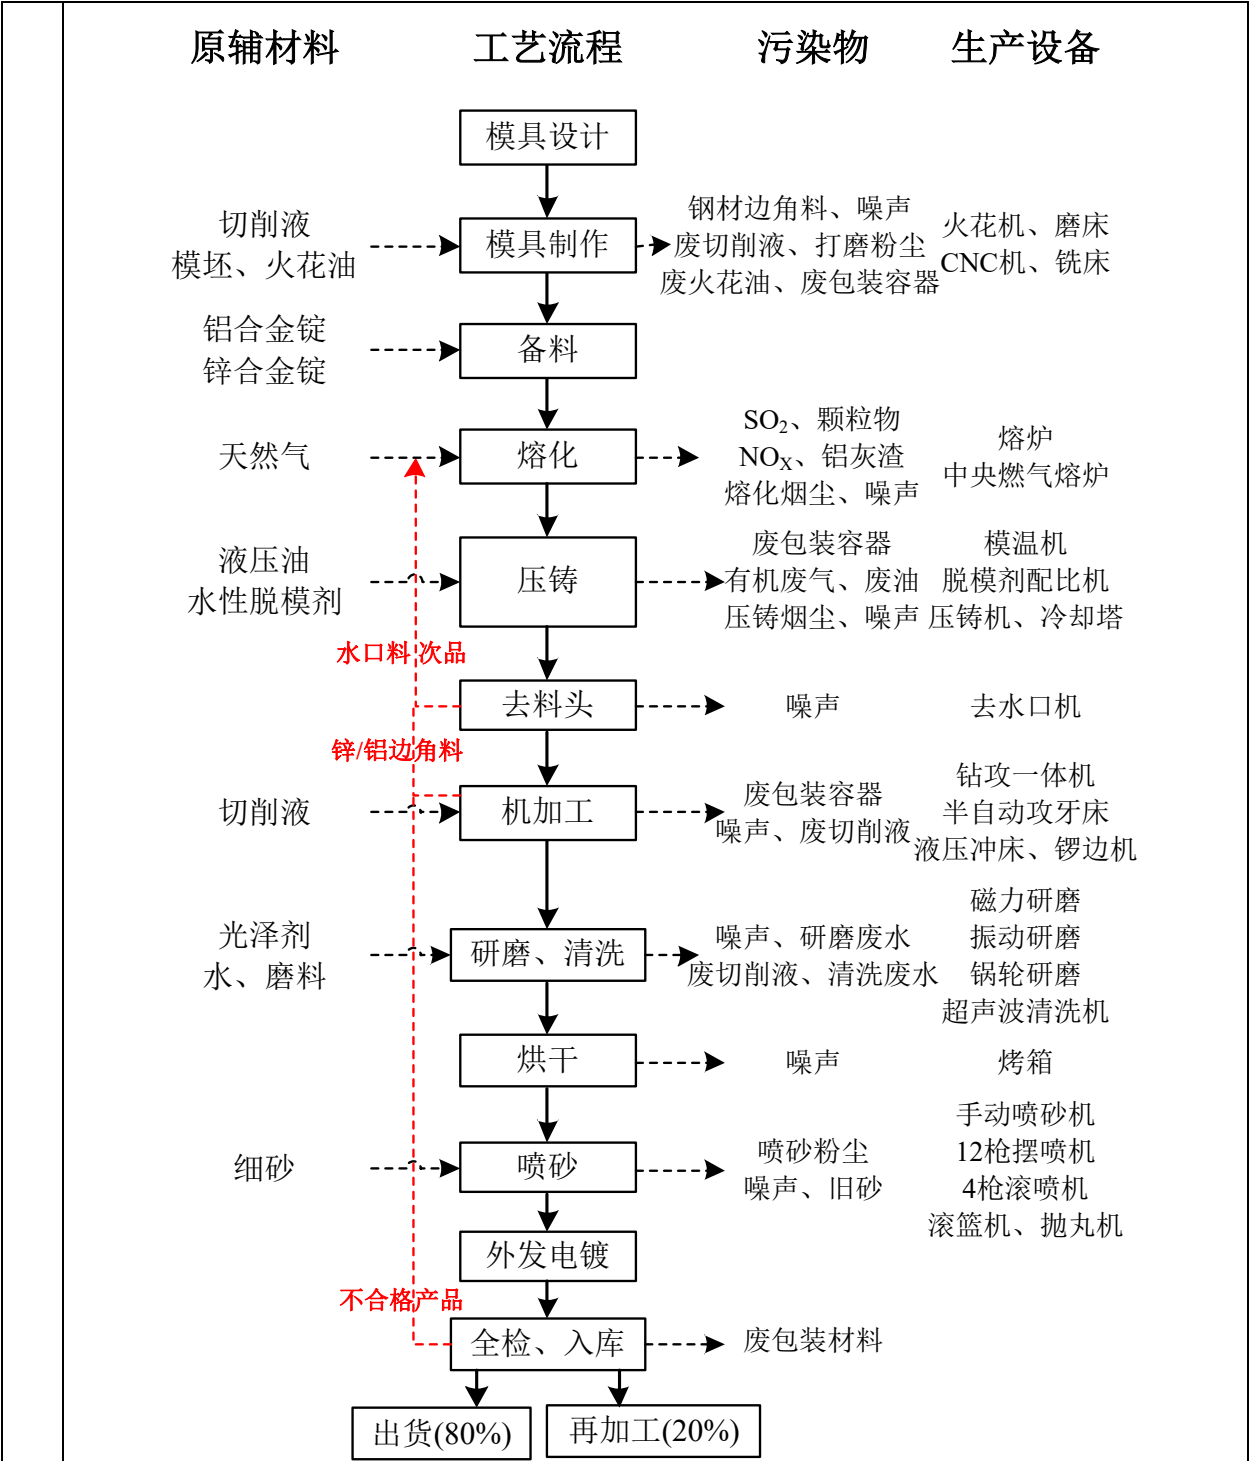 原辅材料 工艺流程 污染物 生产设备
模具设计
切削液
模坯、火花油
模具制作
钢材边角料、噪声
废切削液、打磨粉尘
废火花油、废包装容器
火花机、磨床
CNC机、铣床
铝合金锭
锌合金锭
备料
天然气
熔化
SO₂、颗粒物
NOX、铝灰渣
熔化烟尘、噪声
熔炉
中央燃气熔炉
液压油
水性脱模剂
压铸
废包装容器
有机废气、废油
压铸烟尘、噪声
模温机
脱模剂配比机
压铸机、冷却塔
水口料 次品
去料头
噪声
去水口机
锌/铝边角料
切削液
机加工
废包装容器
噪声、废切削液
钻攻一体机
半自动攻牙床
液压冲床、锣边机
光泽剂
水、磨料
研磨、清洗
噪声、研磨废水
废切削液、清洗废水
磁力研磨
振动研磨
锅轮研磨
超声波清洗机
烘干
噪声
烤箱
细砂
喷砂
喷砂粉尘
噪声、旧砂
手动喷砂机
12枪摆喷机
4枪滚喷机
滚篮机、抛丸机
外发电镀
不合格产品
全检、入库
废包装材料
出货(80%)
再加工(20%)